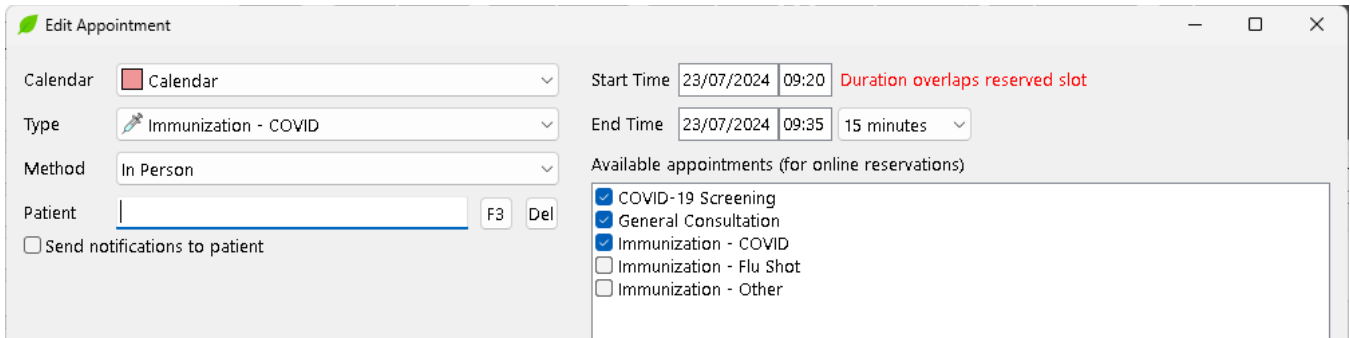 Edit Appointment
Calendar Calendar
Type Immunization - COVID
Method In Person
Patient F3 Del
Send notifications to patient
Start Time 23/07/2024 09:20 Duration overlaps reserved slot
End Time 23/07/2024 09:35 15 minutes
Available appointments (for online reservations)
COVID-19 Screening
General Consultation
Immunization - COVID
Immunization - Flu Shot
Immunization - Other